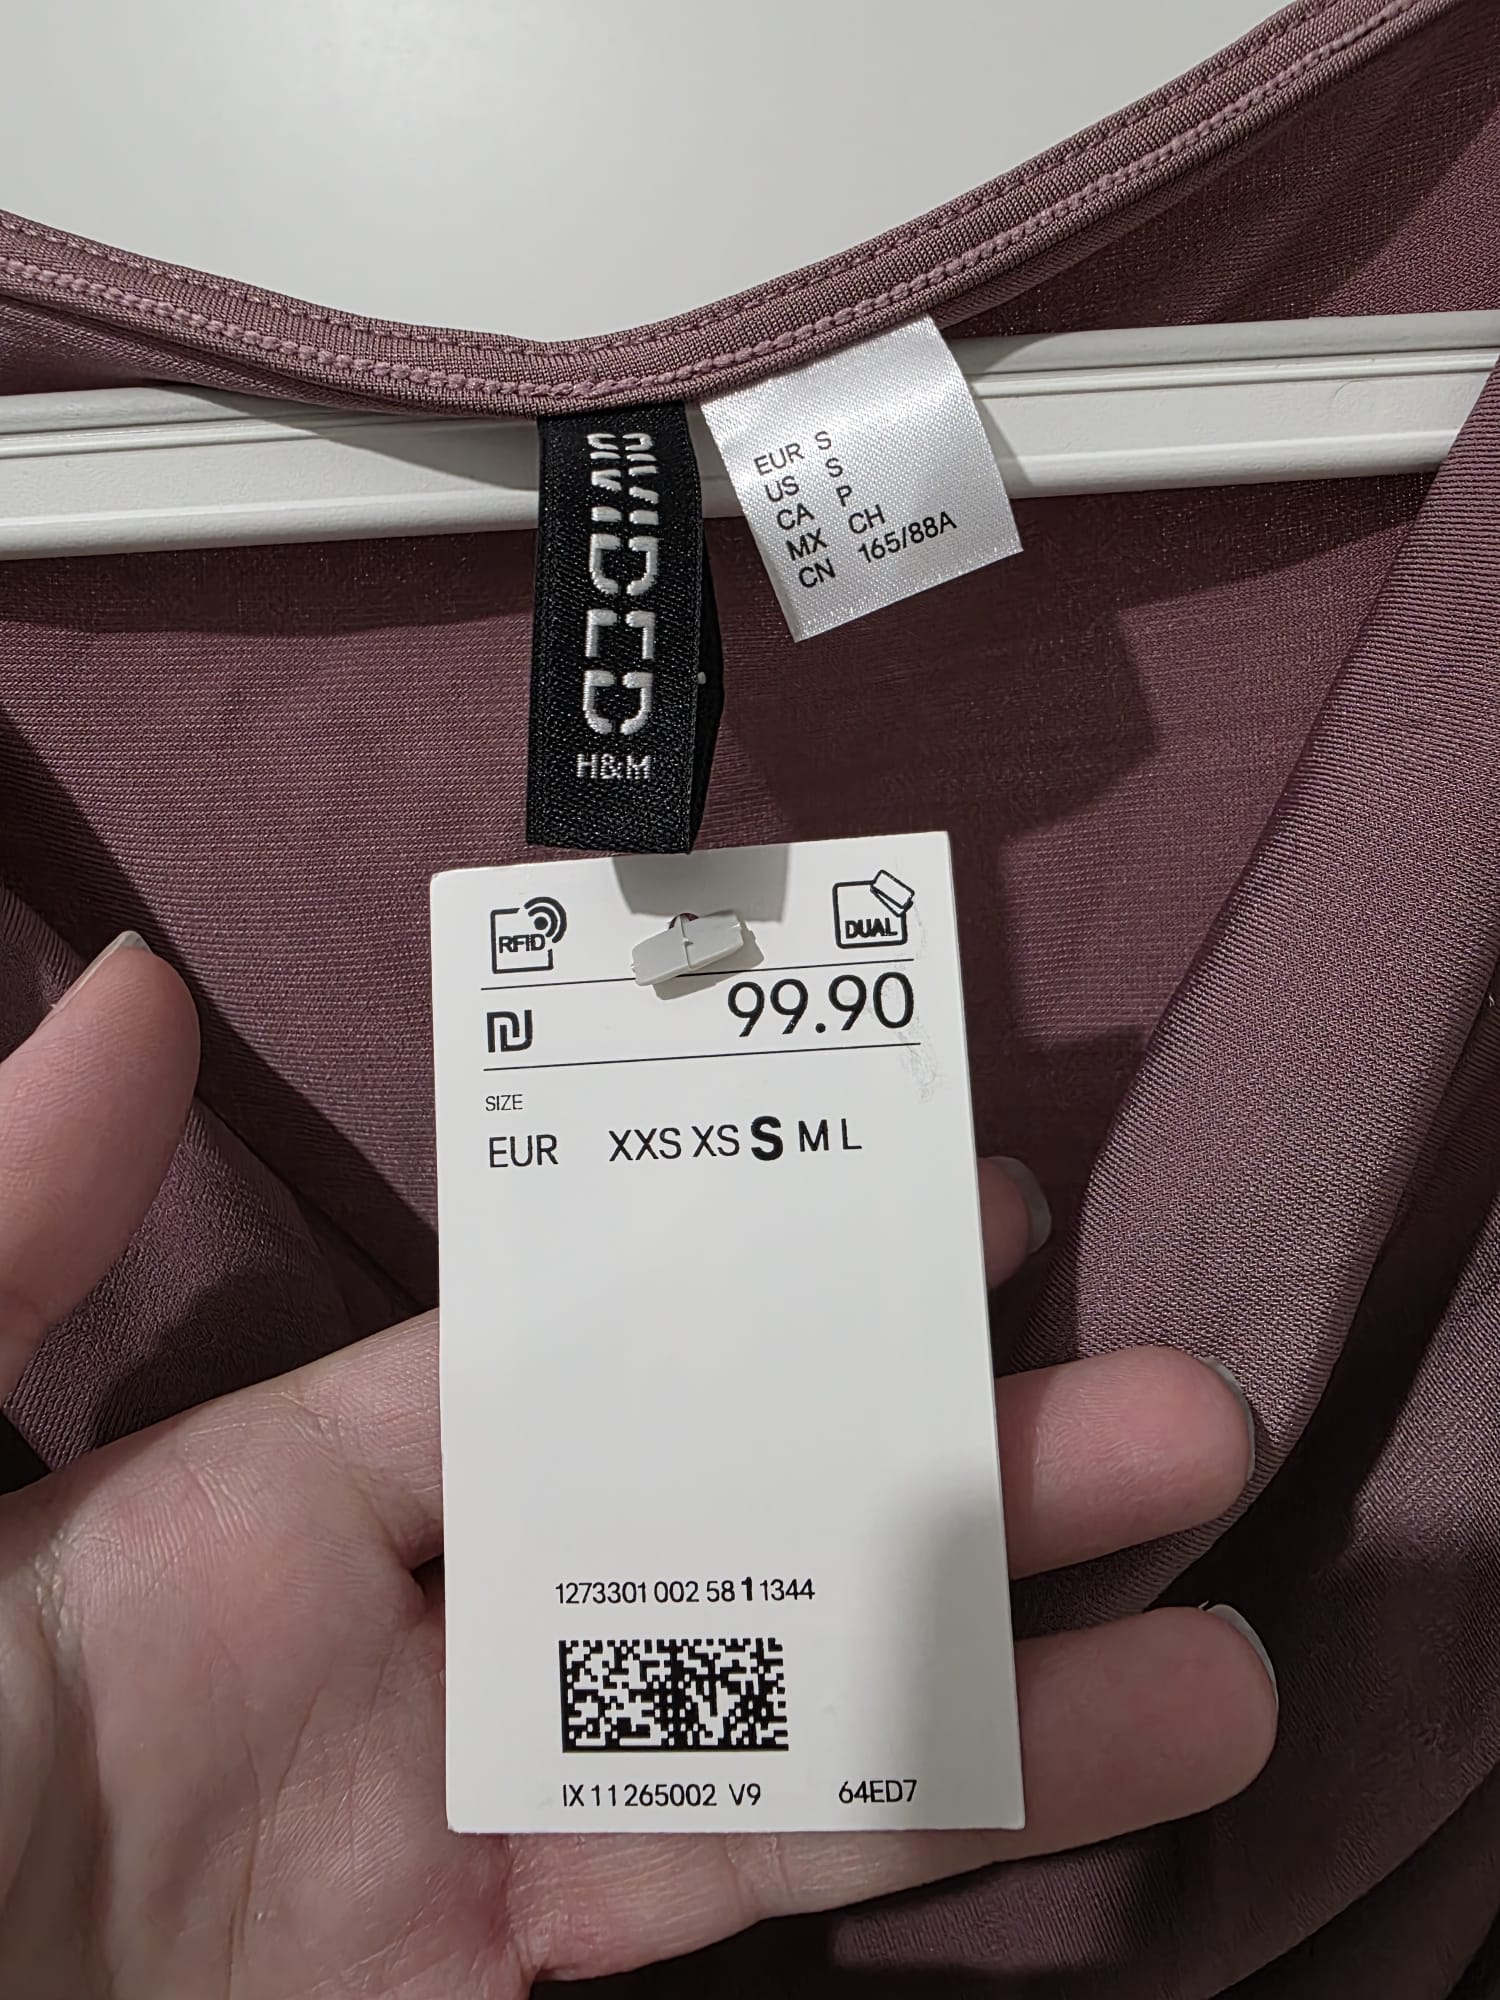 DIVIDED
H&M
EUR S
US S
CA P
MX CH
CN 165/88A
RFID
DUAL
₪ 99.90
SIZE
EUR XXS XS S M L
1273301 002 58 1 1344
IX 11 265002 V9 64ED7